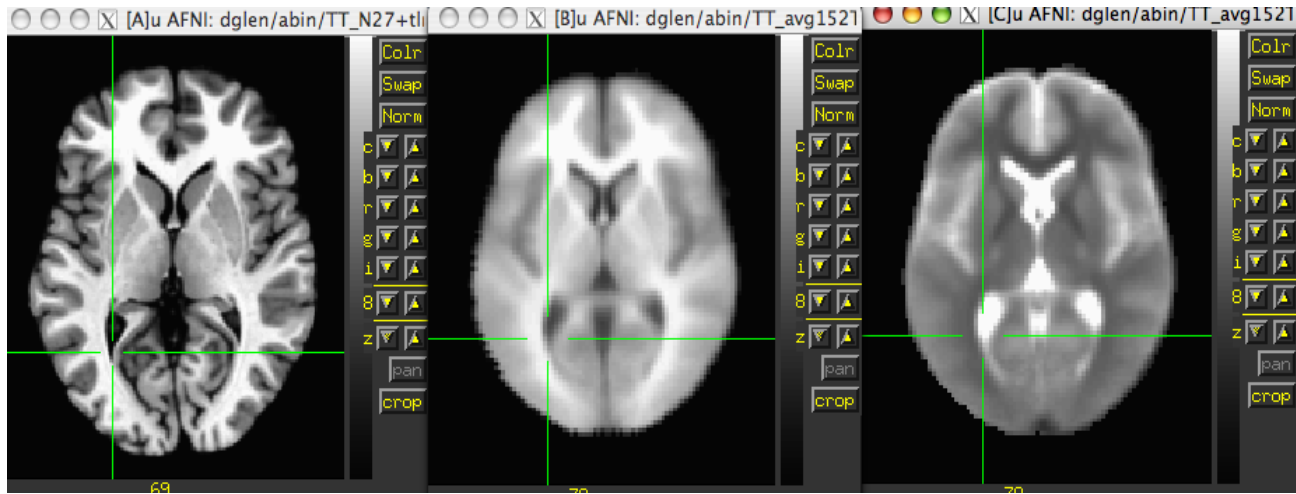 [A]u AFNI: dglen/abin/TT_N27+tl
Colr
Swap
Norm
c
b
r
g
i
8
z
pan
crop
69
[B]u AFNI: dglen/abin/TT_avg152T
Colr
Swap
Norm
c
b
r
g
i
8
z
pan
crop
[C]u AFNI: dglen/abin/TT_avg152T
Colr
Swap
Norm
c
b
r
g
i
8
z
pan
crop